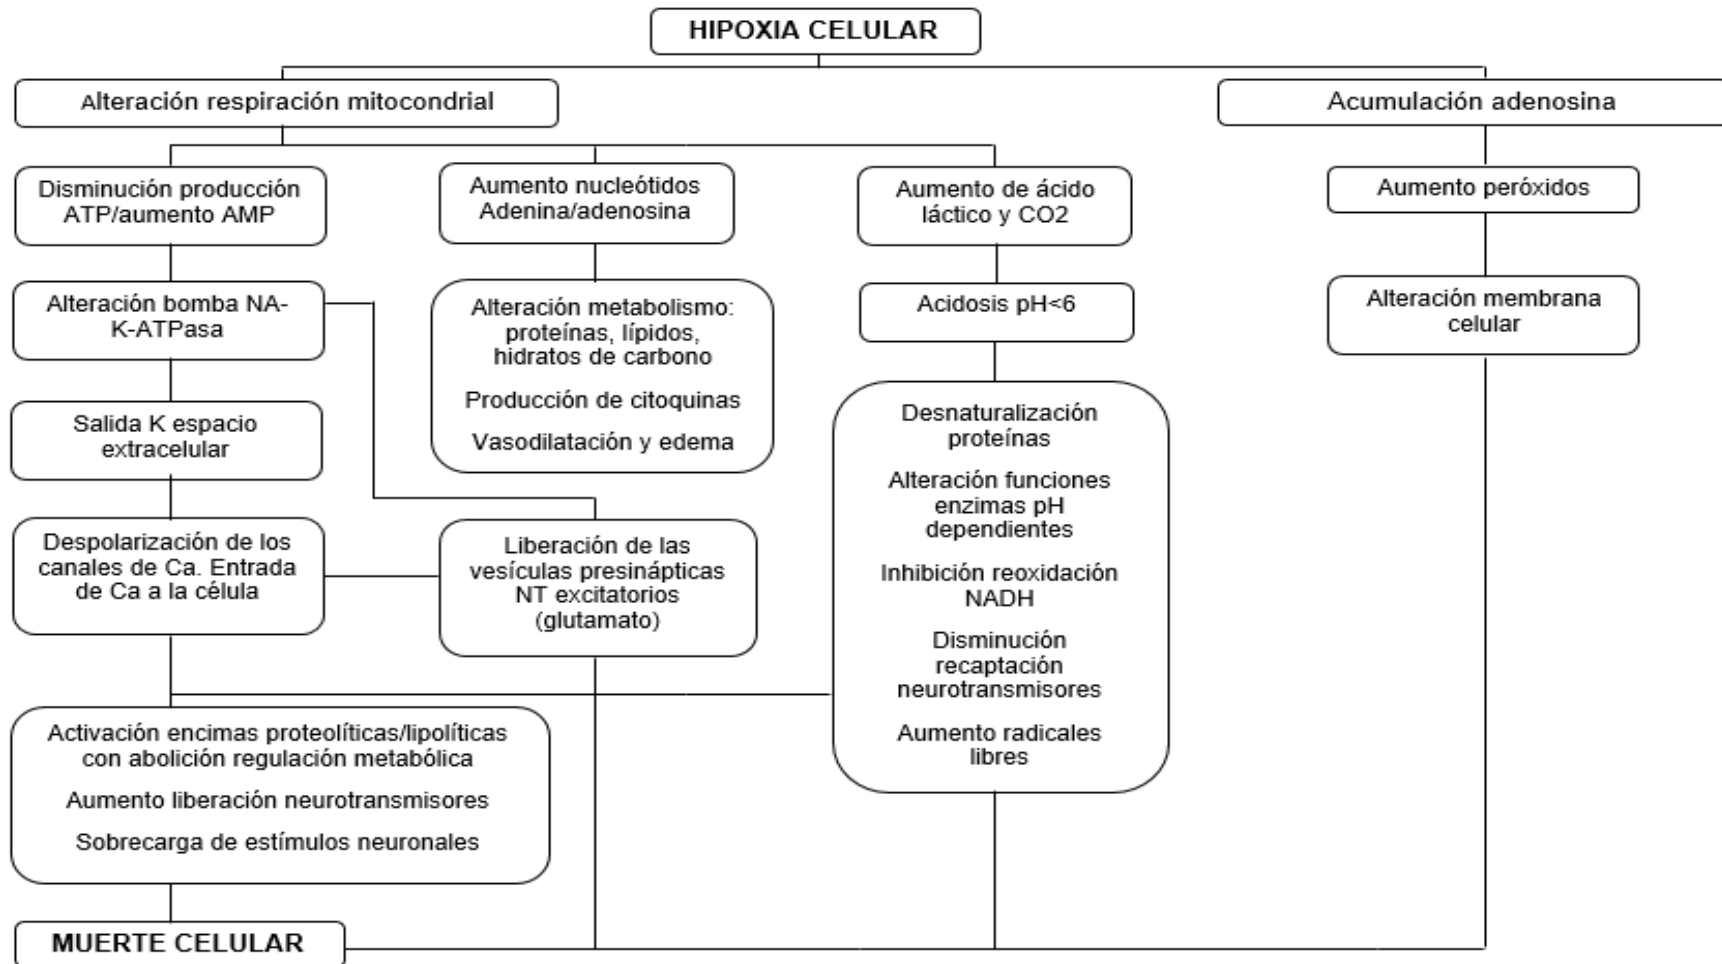 HIPOXIA CELULAR
Alteración respiración mitocondrial
Acumulación adenosina
Disminución producción
ATP/aumento AMP
Aumento nucleótidos
Adenina/adenosina
Aumento de ácido
láctico y CO2
Aumento peróxidos
Alteración bomba NA-
K-ATPasa
Alteración metabolismo:
proteínas, lípidos,
hidratos de carbono
Producción de citoquinas
Vasodilatación y edema
Acidosis pH<6
Alteración membrana
celular
Salida K espacio
extracelular
Desnaturalización
proteínas
Alteración funciones
enzimas pH
dependientes
Inhibición reoxidación
NADH
Disminución
recaptación
neurotransmisores
Aumento radicales
libres
Despolarización de los
canales de Ca. Entrada
de Ca a la célula
Liberación de las
vesículas presinápticas
NT excitatorios
(glutamato)
Activación encimas proteolíticas/lipolíticas
con abolición regulación metabólica
Aumento liberación neurotransmisores
Sobrecarga de estímulos neuronales
MUERTE CELULAR